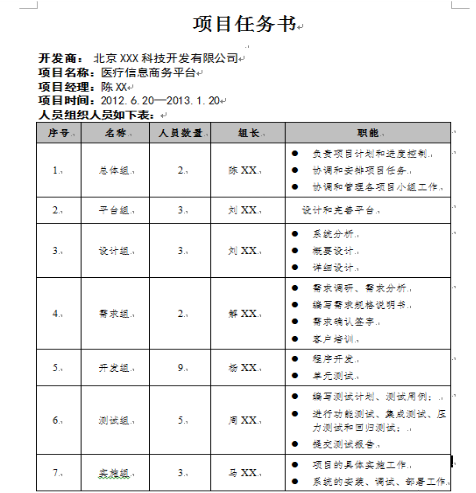 项目任务书
开发商： 北京 XXX 科技开发有限公司
项目名称：医疗信息商务平台
项目经理：陈 XX
项目时间：2012.6.20—2013.1.20
人员组织人员如下表：
序号 名称 人员数量 组长 职能
1. 总体组 2. 陈 XX
● 负责项目计划和进度控制
● 协调和安排项目任务
● 协调和管理各项目小组工作
2. 平台组 3. 刘 XX 设计和完善平台
3. 设计组 3. 刘 XX
● 系统分析
● 概要设计
● 详细设计
4. 需求组 2. 解 XX
● 需求调研、需求分析
● 编写需求规格说明书
● 需求确认签字
● 客户培训
5. 开发组 9. 杨 XX
● 程序开发
● 单元测试
6. 测试组 5. 周 XX
● 编写测试计划、测试用例；
● 进行功能测试、集成测试、压
力测试和回归测试；
● 提交测试报告
7. 实施组 3. 马 XX
● 项目的具体实施工作
● 系统的安装、调试、部署工作